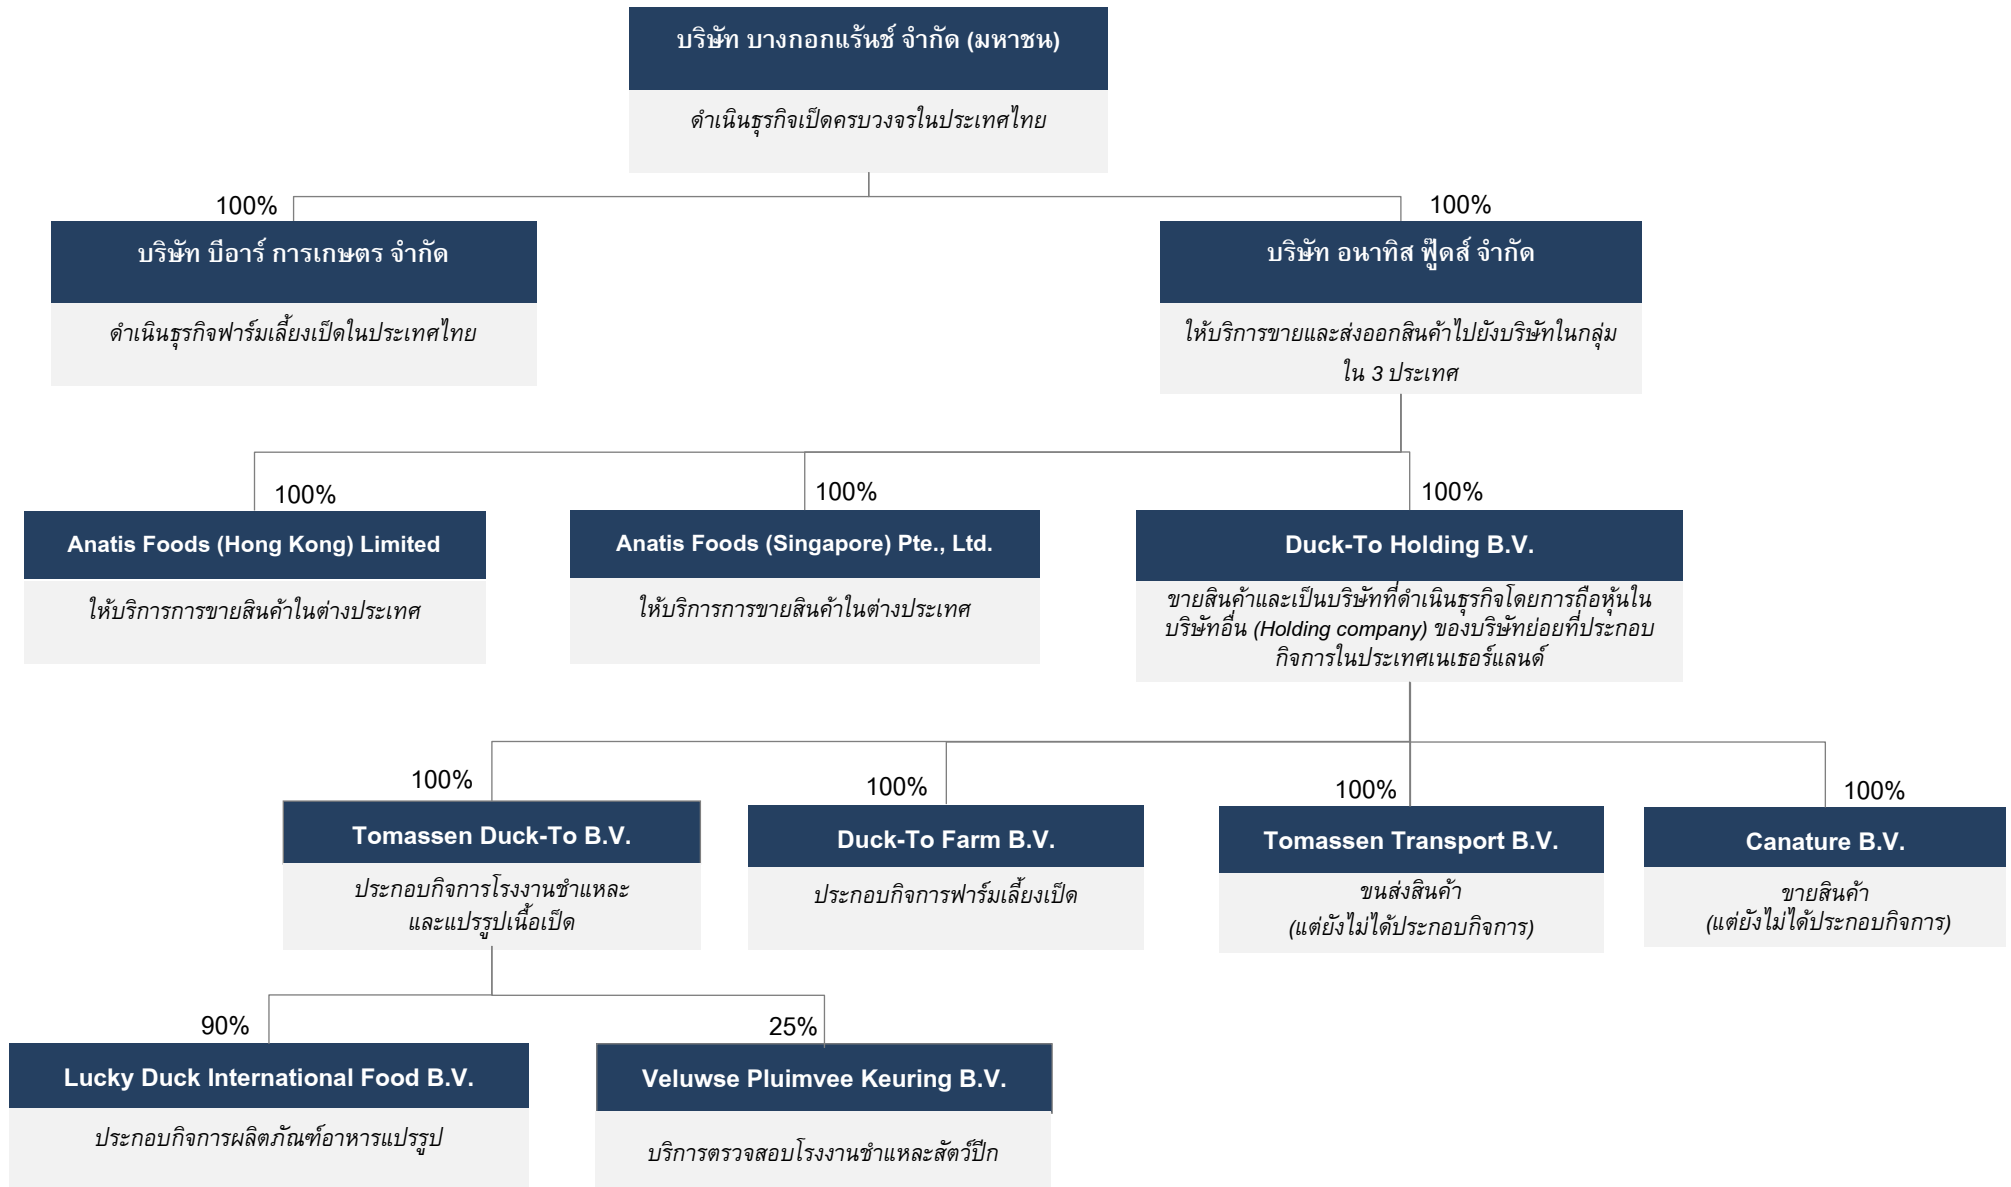 บริษัท บางกอกแร้นช์ จำกัด (มหาชน)
ดำเนินธุรกิจเป็ดครบวงจรในประเทศไทย
100%
100%
บริษัท บีอาร์ การเกษตร จำกัด
ดำเนินธุรกิจฟาร์มเลี้ยงเป็ดในประเทศไทย
บริษัท อนาทิส ฟู๊ดส์ จำกัด
ให้บริการขายและส่งออกสินค้าไปยังบริษัทในกลุ่ม
ใน 3 ประเทศ
100%
100%
100%
Anatis Foods (Hong Kong) Limited
ให้บริการการขายสินค้าในต่างประเทศ
Anatis Foods (Singapore) Pte., Ltd.
ให้บริการการขายสินค้าในต่างประเทศ
Duck-To Holding B.V.
ขายสินค้าและเป็นบริษัทที่ดำเนินธุรกิจโดยการถือหุ้นใน
บริษัทอื่น (Holding company) ของบริษัทย่อยที่ประกอบ
กิจการในประเทศเนเธอร์แลนด์
100%
100%
100%
100%
Tomassen Duck-To B.V.
ประกอบกิจการโรงงานชำแหละ
และแปรรูปเนื้อเป็ด
Duck-To Farm B.V.
ประกอบกิจการฟาร์มเลี้ยงเป็ด
Tomassen Transport B.V.
ขนส่งสินค้า
(แต่ยังไม่ได้ประกอบกิจการ)
Canature B.V.
ขายสินค้า
(แต่ยังไม่ได้ประกอบกิจการ)
90%
25%
Lucky Duck International Food B.V.
ประกอบกิจการผลิตภัณฑ์อาหารแปรรูป
Veluwse Pluimvee Keuring B.V.
บริการตรวจสอบโรงงานชำแหละสัตว์ปีก